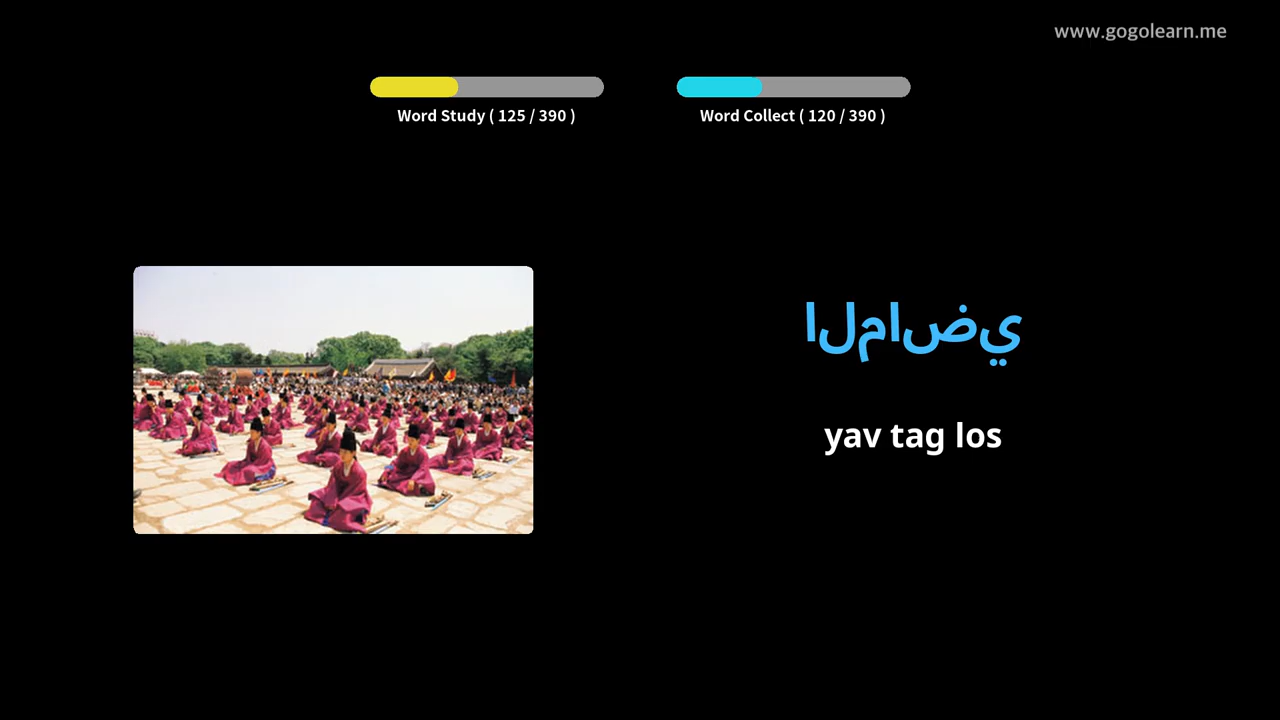 www.gogolearn.me
Word Study ( 125 / 390 )
Word Collect ( 120 / 390 )
الماضي
yav tag los